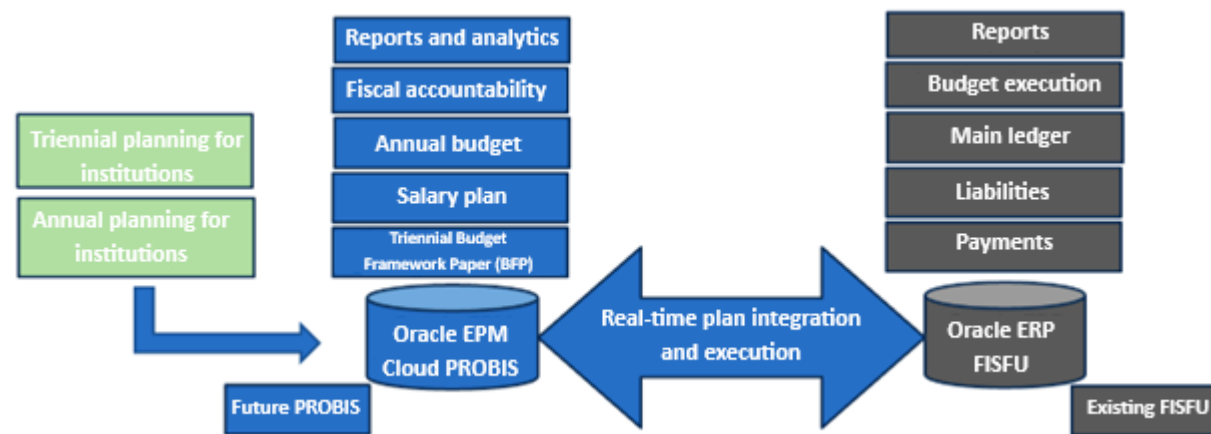 Triennial planning for
institutions
Annual planning for
institutions
Reports and analytics
Fiscal accountability
Annual budget
Salary plan
Triennial Budget
Framework Paper (BFP)
Oracle EPM
Cloud PROBIS
Future PROBIS
Real-time plan integration
and execution
Reports
Budget execution
Main ledger
Liabilities
Payments
Oracle ERP
FISFU
Existing FISFU